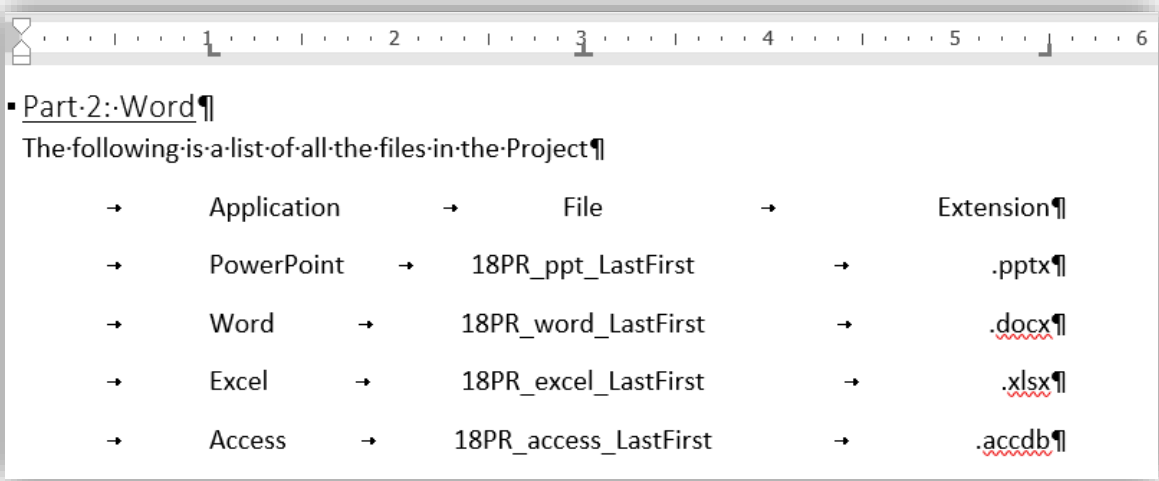 1 2 3 4 5 6
Part 2: Word¶
The following is a list of all the files in the Project¶
→ Application → File → Extension¶
→ PowerPoint → 18PR_ppt_LastFirst → .pptx¶
→ Word → 18PR_word_LastFirst → .docx¶
→ Excel → 18PR_excel_LastFirst → .xlsx¶
→ Access → 18PR_access_LastFirst → .accdb¶